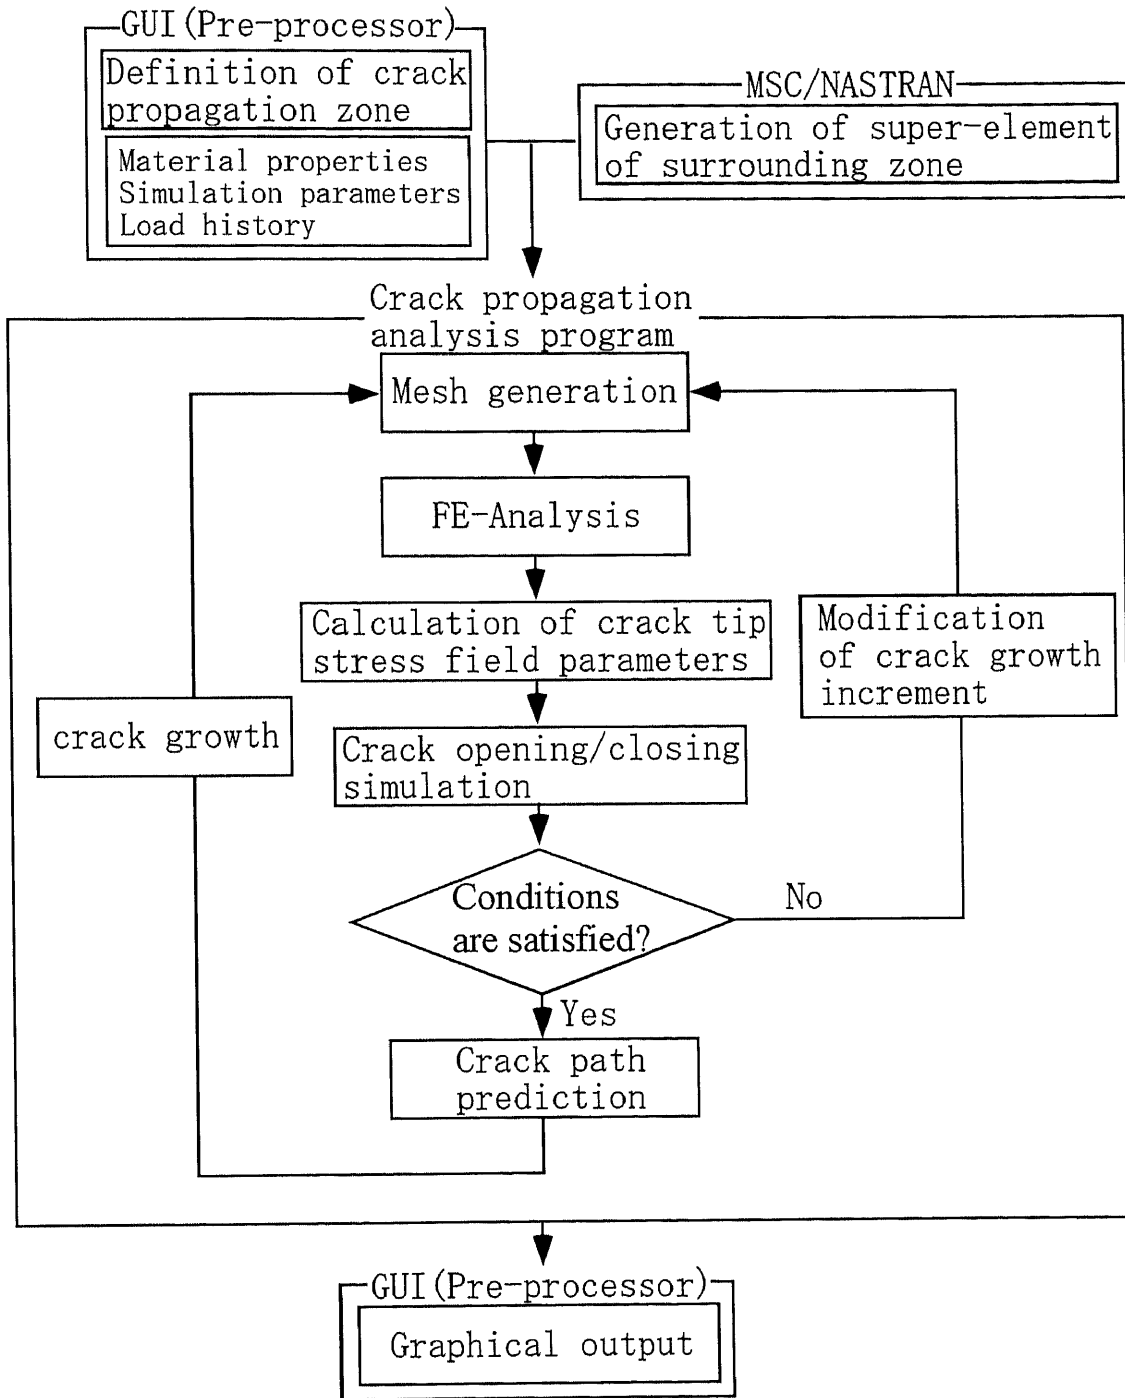 GUI(Pre-processor)
Definition of crack
propagation zone
Material properties
Simulation parameters
Load history
MSC/NASTRAN
Generation of super-element
of surrounding zone
Crack propagation
analysis program
Mesh generation
FE-Analysis
Calculation of crack tip
stress field parameters
Modification
of crack growth
increment
crack growth
Crack opening/closing
simulation
Conditions
are satisfied?
No
Yes
Crack path
prediction
GUI(Pre-processor)
Graphical output